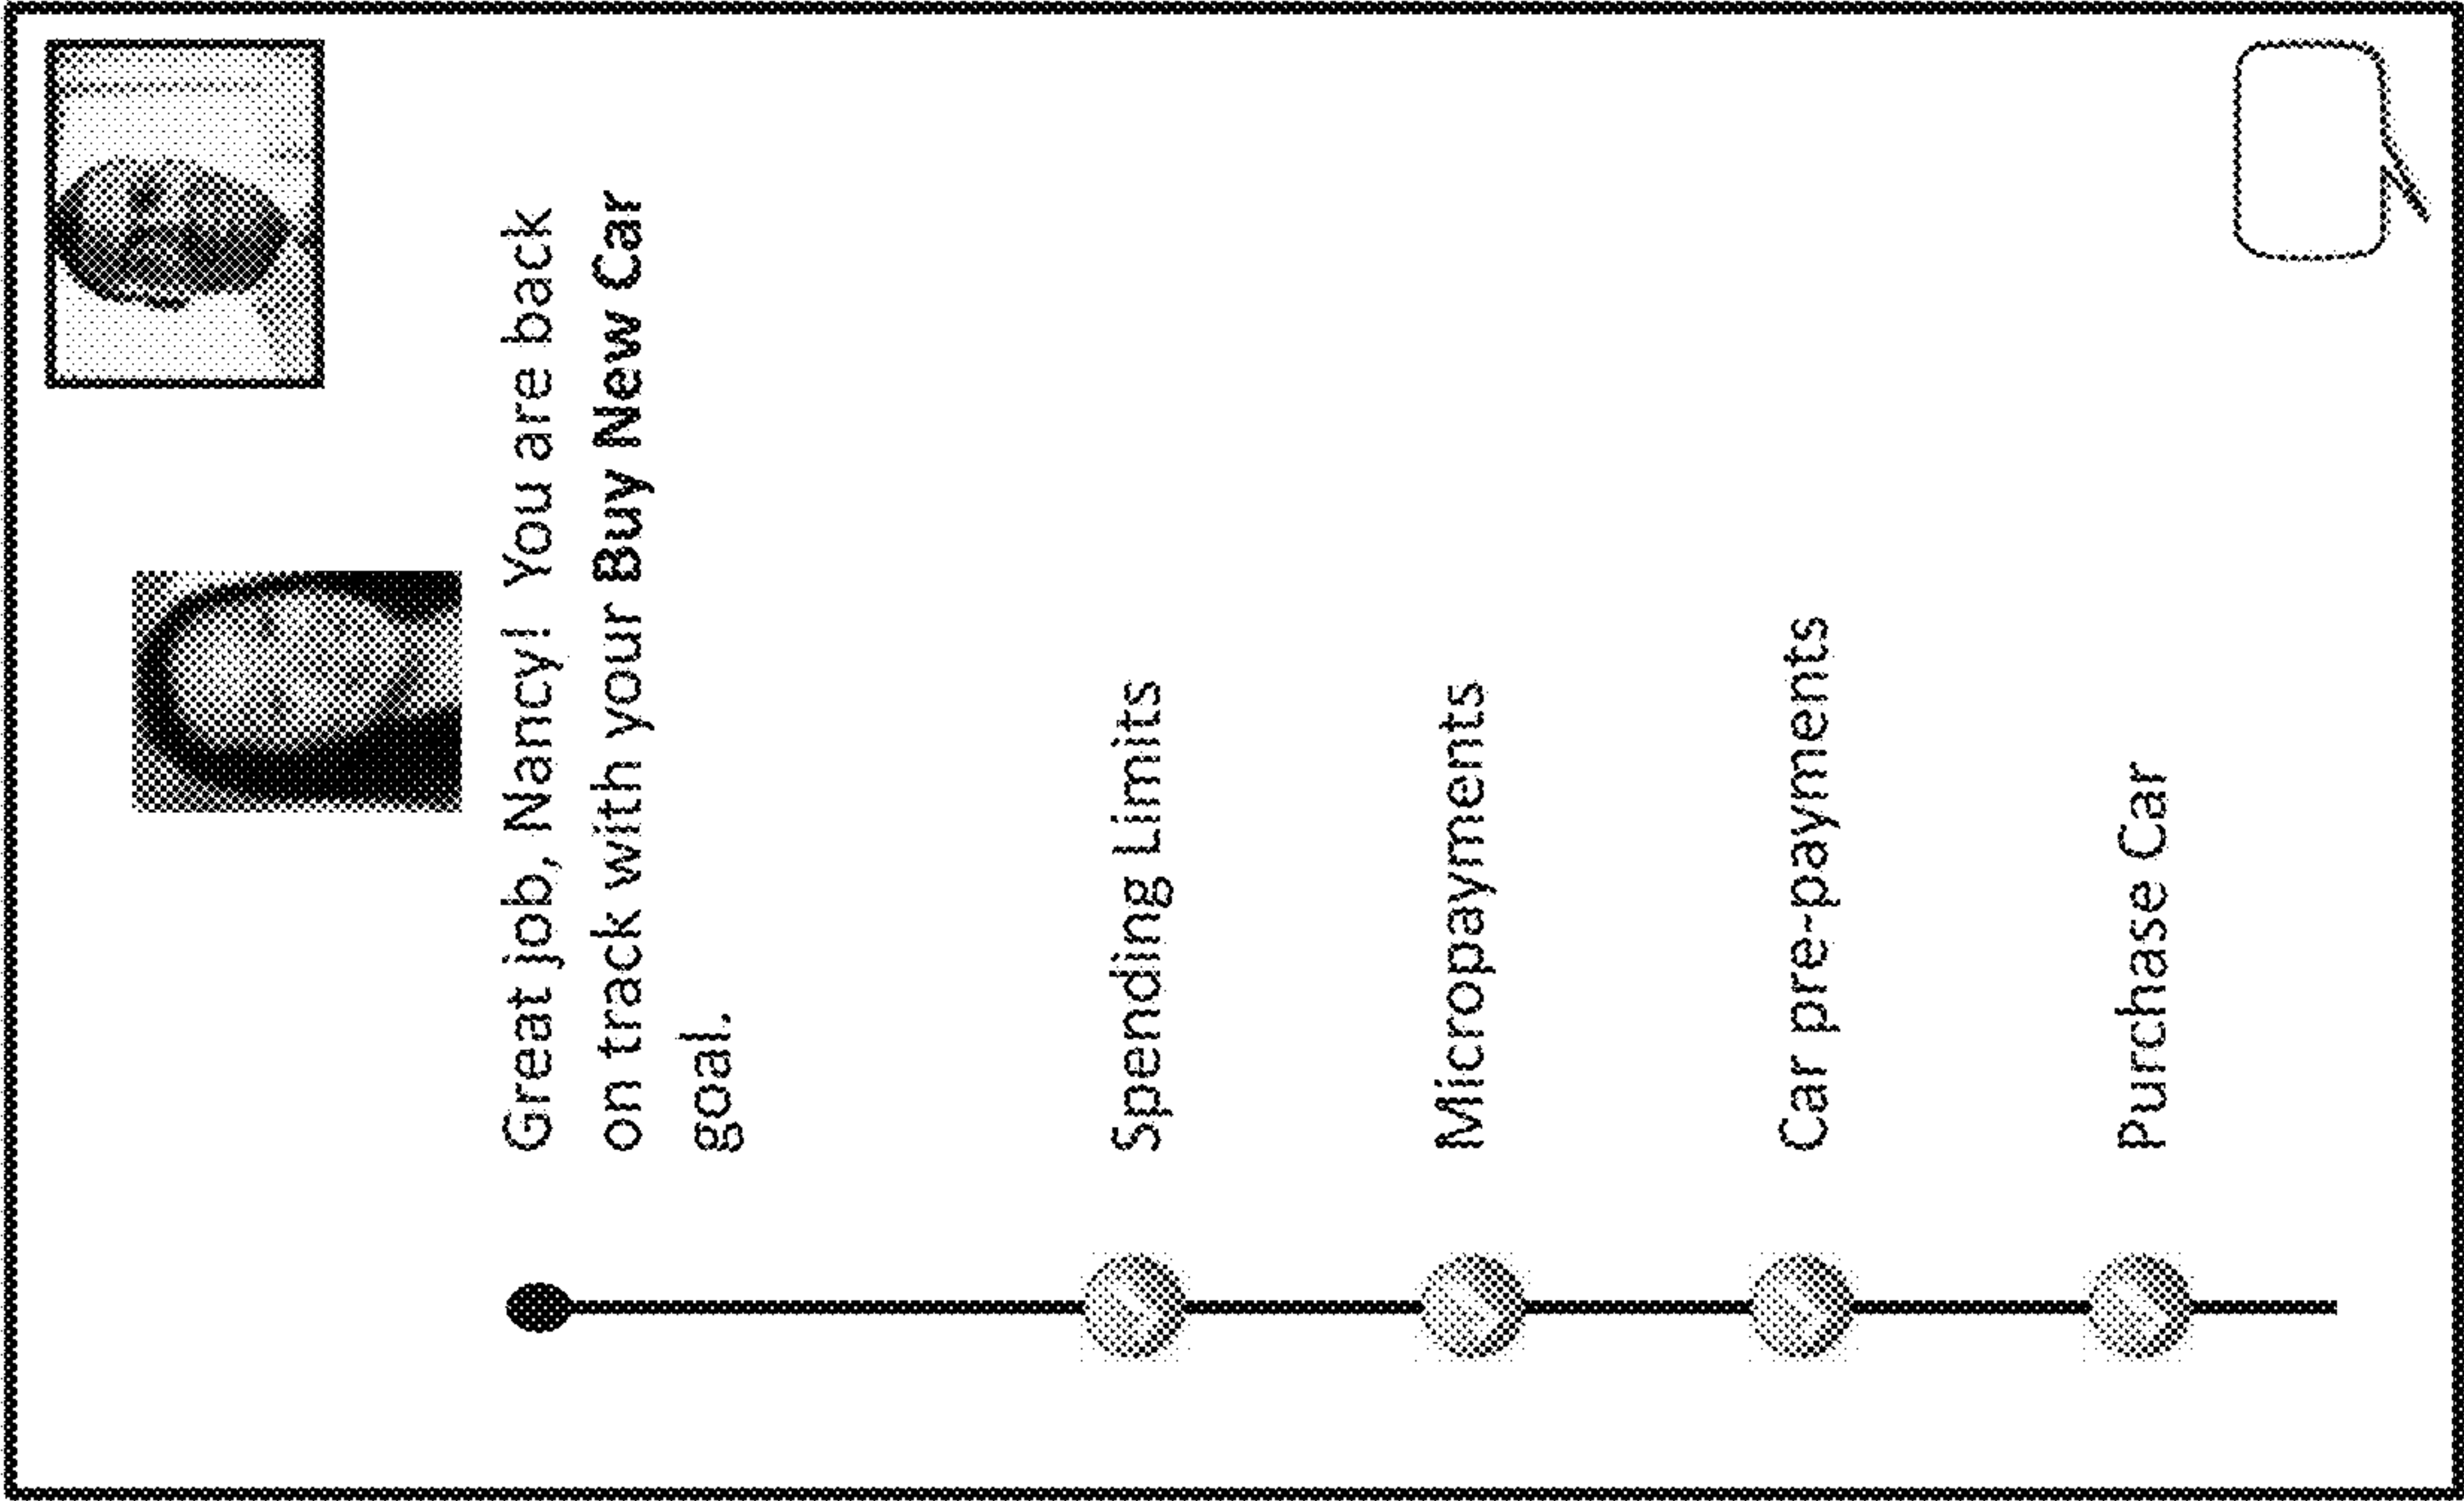 Great job, Nancy! You are back
on track with your Buy New Car
goal.
Spending Limits
Micropayments
Car pre-payments
Purchase Car